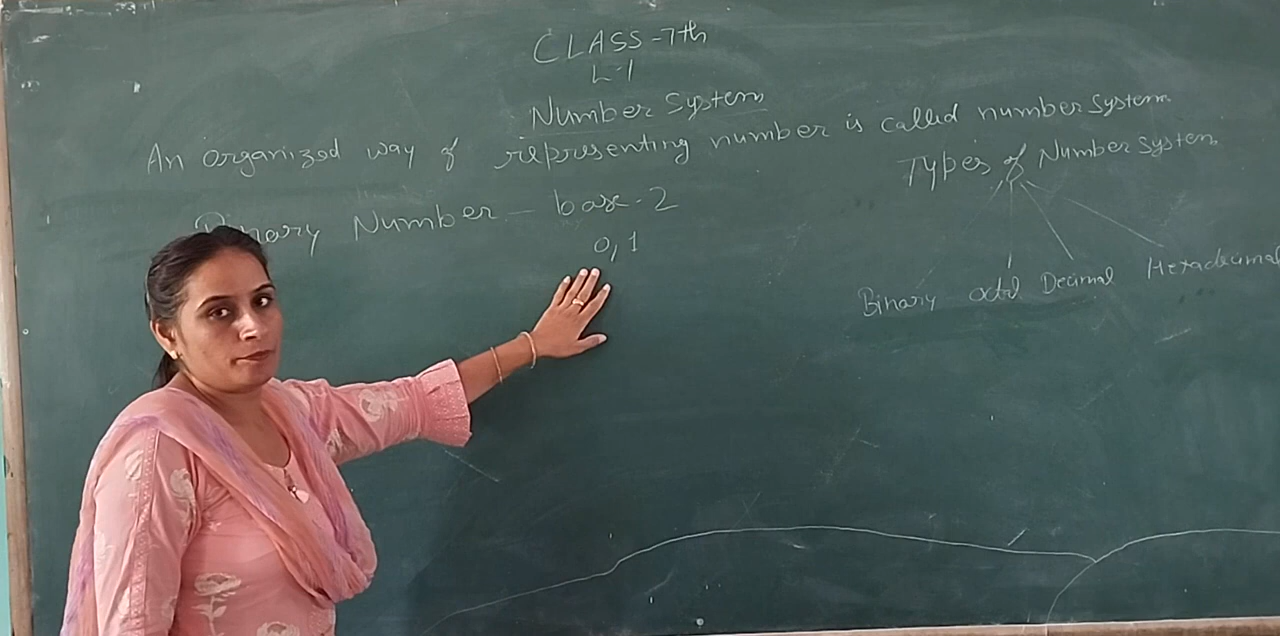 CLASS-7th
L-1
Number System
An organized way of representing number is called number system
Types of Number System
Binary Number - base-2
0, 1
Binary octal Decimal Hexadecimal